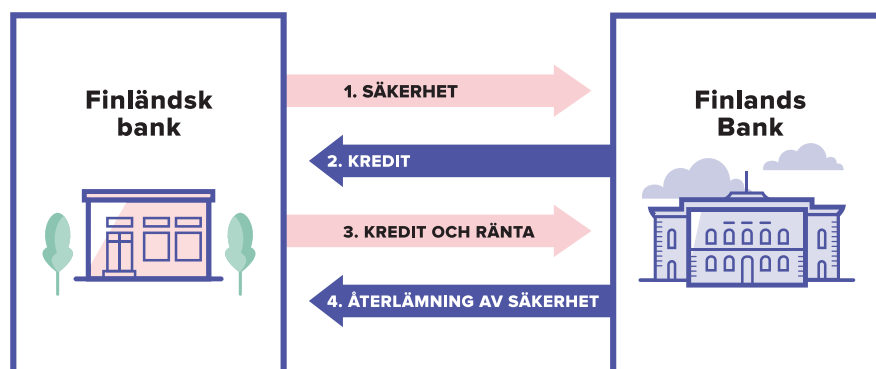 Finländsk
bank
1. SÄKERHET
2. KREDIT
3. KREDIT OCH RÄNTA
4. ÅTERLÄMNING AV SÄKERHET
Finlands
Bank